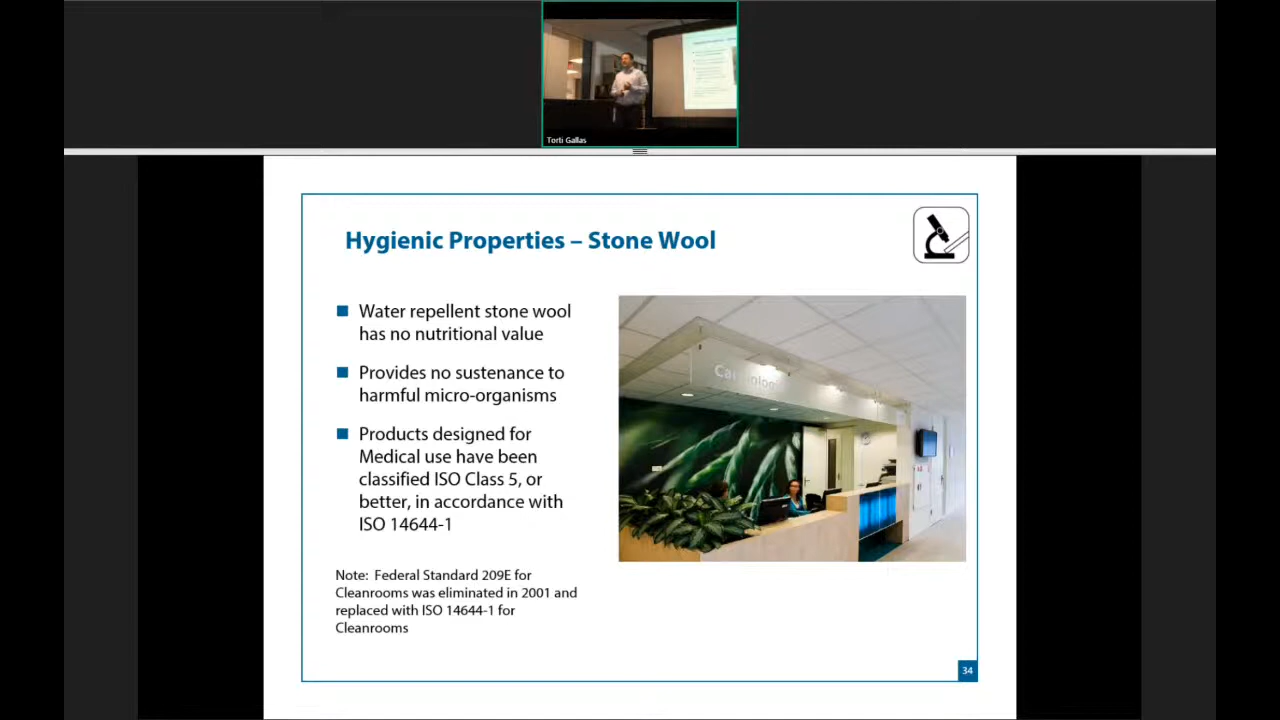 Torti Gallas
Hygienic Properties – Stone Wool
Water repellent stone wool
has no nutritional value
Provides no sustenance to
harmful micro-organisms
Products designed for
Medical use have been
classified ISO Class 5, or
better, in accordance with
ISO 14644-1
Note: Federal Standard 209E for
Cleanrooms was eliminated in 2001 and
replaced with ISO 14644-1 for
Cleanrooms
34